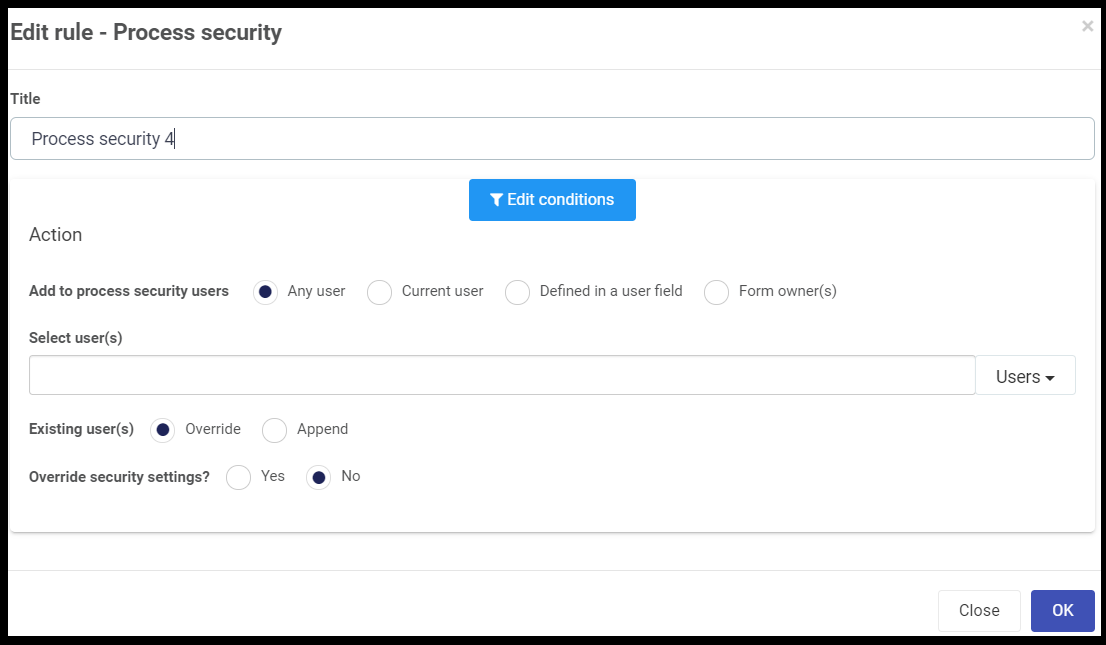 Edit rule - Process security
×
Title
Process security 4
Edit conditions
Action
Add to process security users Any user Current user Defined in a user field Form owner(s)
Select user(s)
Users
Existing user(s) Override Append
Override security settings? Yes No
Close OK